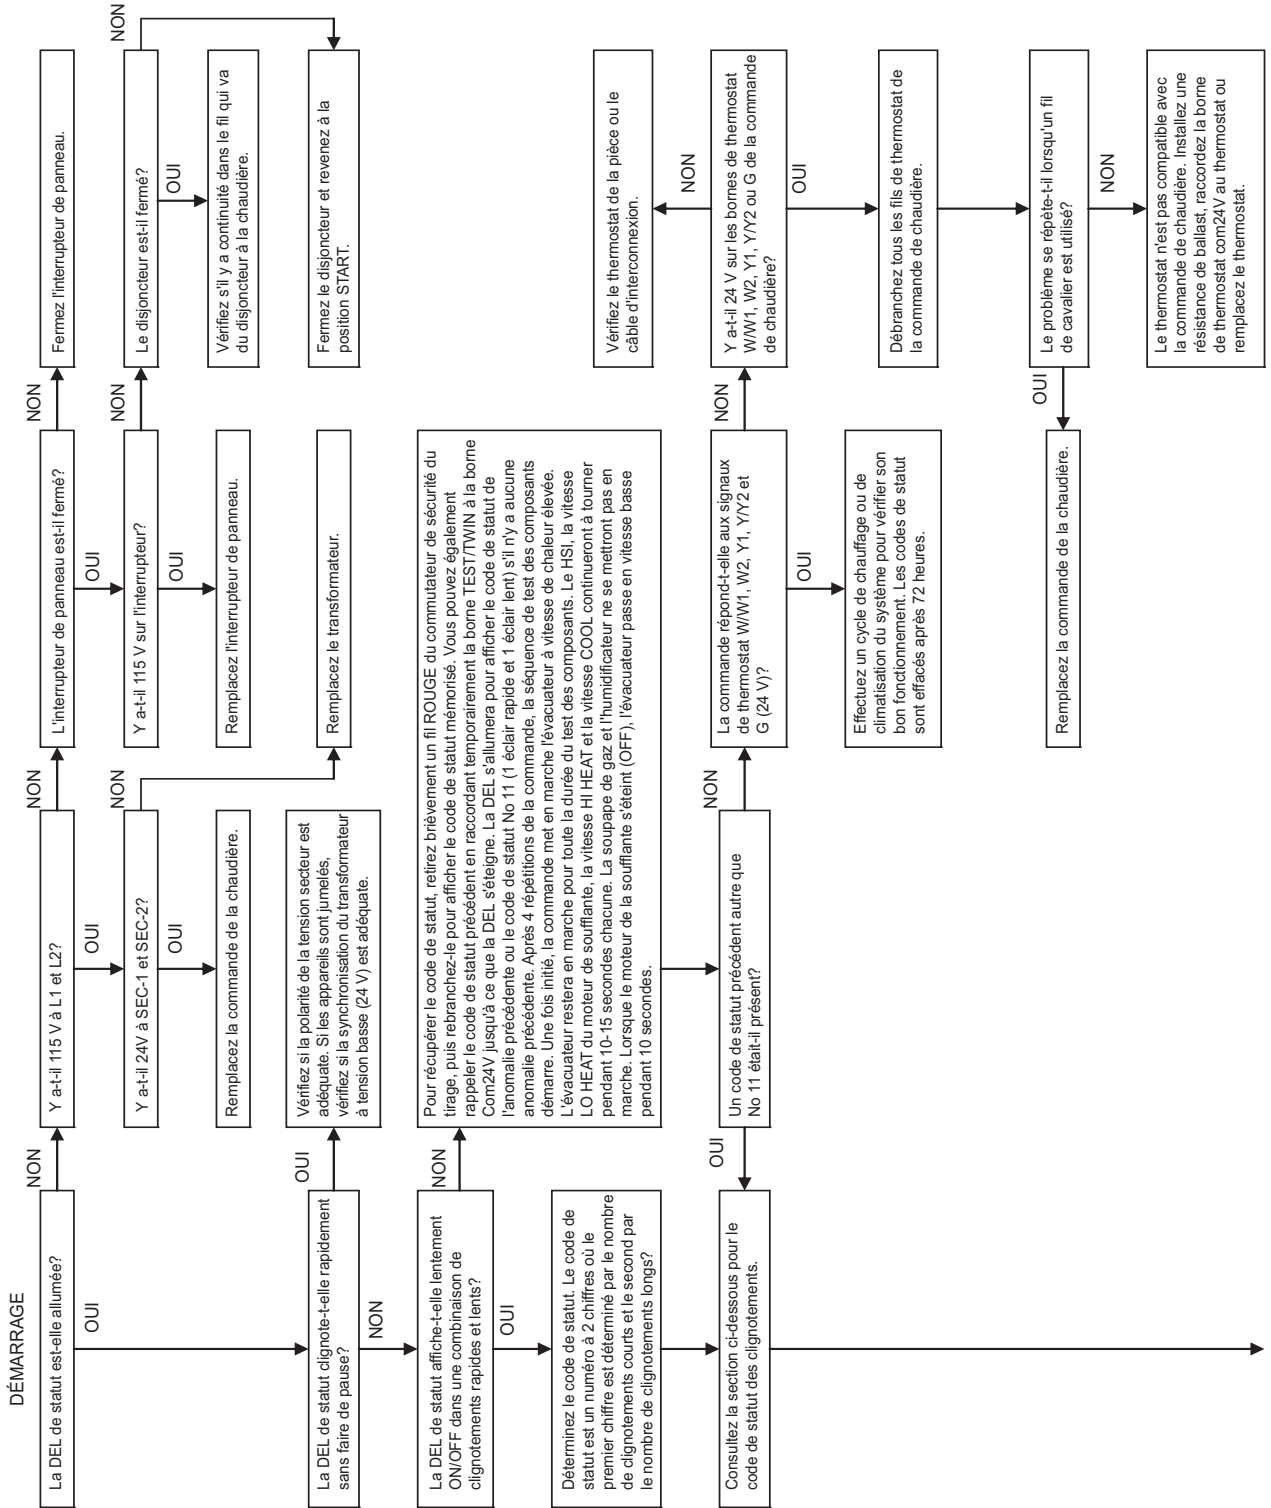 DÉMARRAGE
La DEL de statut est-elle allumée?
NON
OUI
Y a-t-il 115 V à L1 et L2?
NON
OUI
L'interrupteur de panneau est-il fermé?
NON
OUI
Fermez l'interrupteur de panneau.
Y a-t-il 24V à SEC-1 et SEC-2?
NON
OUI
Y a-t-il 115 V sur l'interrupteur?
NON
OUI
Le disjoncteur est-il fermé?
NON
OUI
Remplacez la commande de la chaudière.
Remplacez l'interrupteur de panneau.
Vérifiez s'il y a continuité dans le fil qui va
du disjoncteur à la chaudière.
La DEL de statut clignote-t-elle rapidement
sans faire de pause?
OUI
NON
Vérifiez si la polarité de la tension secteur est
adéquate. Si les appareils sont jumelés,
vérifiez si la synchronisation du transformateur
à tension basse (24 V) est adéquate.
Remplacez le transformateur.
Fermez le disjoncteur et revenez à la
position START.
La DEL de statut affiche-t-elle lentement
ON/OFF dans une combinaison de
clignotements rapides et lents?
NON
OUI
Pour récupérer le code de statut, retirez brièvement un fil ROUGE du commutateur de sécurité du
tirage, puis rebranchez-le pour afficher le code de statut mémorisé. Vous pouvez également
rappeler le code de statut précédent en raccordant temporairement la borne TEST/TWIN à la borne
Com24V jusqu'à ce que la DEL s'éteigne. La DEL s'allumera pour afficher le code de statut de
l'anomalie précédente ou le code de statut No 11 (1 éclair rapide et 1 éclair lent) s'il n'y a aucune
anomalie précédente. Après 4 répétitions de la commande, la séquence de test des composants
démarre. Une fois initié, la commande met en marche l'évacuateur à vitesse de chaleur élevée.
L'évacuateur restera en marche pour toute la durée du test des composants. Le HSI, la vitesse
LO HEAT du moteur de soufflante, la vitesse HI HEAT et la vitesse COOL continueront à tourner
pendant 10-15 secondes chacune. La soupape de gaz et l'humidificateur ne se mettront pas en
marche. Lorsque le moteur de la soufflante s'éteint (OFF), l'évacuateur passe en vitesse basse
pendant 10 secondes.
Déterminez le code de statut. Le code de
statut est un numéro à 2 chiffres où le
premier chiffre est déterminé par le nombre
de clignotements courts et le second par
le nombre de clignotements longs?
Vérifiez le thermostat de la pièce ou le
câble d'interconnexion.
NON
Consultez la section ci-dessous pour le
code de statut des clignotements.
OUI
Un code de statut précédent autre que
No 11 était-il présent?
NON
La commande répond-t-elle aux signaux
de thermostat W/W1, W2, Y1, Y/Y2 et
G (24 V)?
NON
OUI
Y a-t-il 24 V sur les bornes de thermostat
W/W1, W2, Y1, Y/Y2 ou G de la commande
de chaudière?
OUI
Effectuez un cycle de chauffage ou de
climatisation du système pour vérifier son
bon fonctionnement. Les codes de statut
sont effacés après 72 heures.
Débranchez tous les fils de thermostat de
la commande de chaudière.
Remplacez la commande de la chaudière.
OUI
Le problème se répète-t-il lorsqu'un fil
de cavalier est utilisé?
NON
Le thermostat n'est pas compatible avec
la commande de chaudière. Installez une
résistance de ballast, raccordez la borne
de thermostat com24V au thermostat ou
remplacez le thermostat.